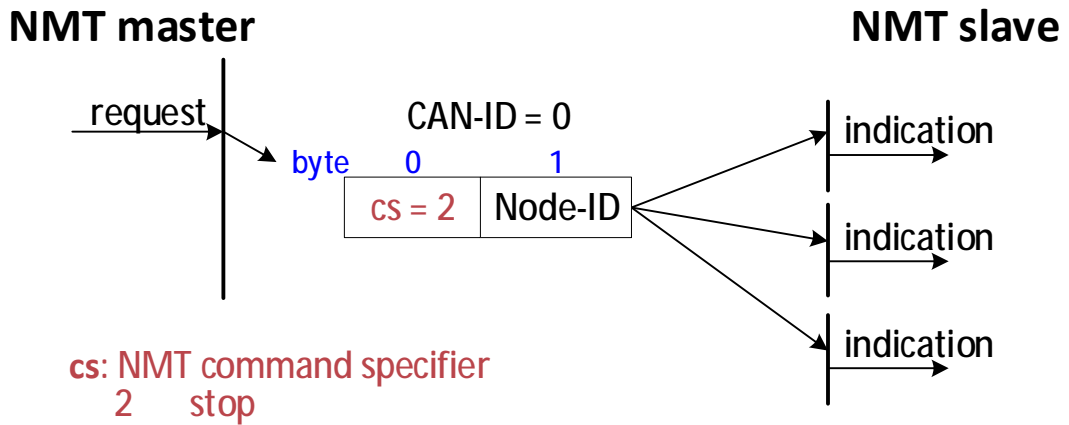 NMT master
NMT slave
request
CAN-ID = 0
indication
byte 0 1
cs = 2 Node-ID
indication
indication
cs: NMT command specifier
2 stop